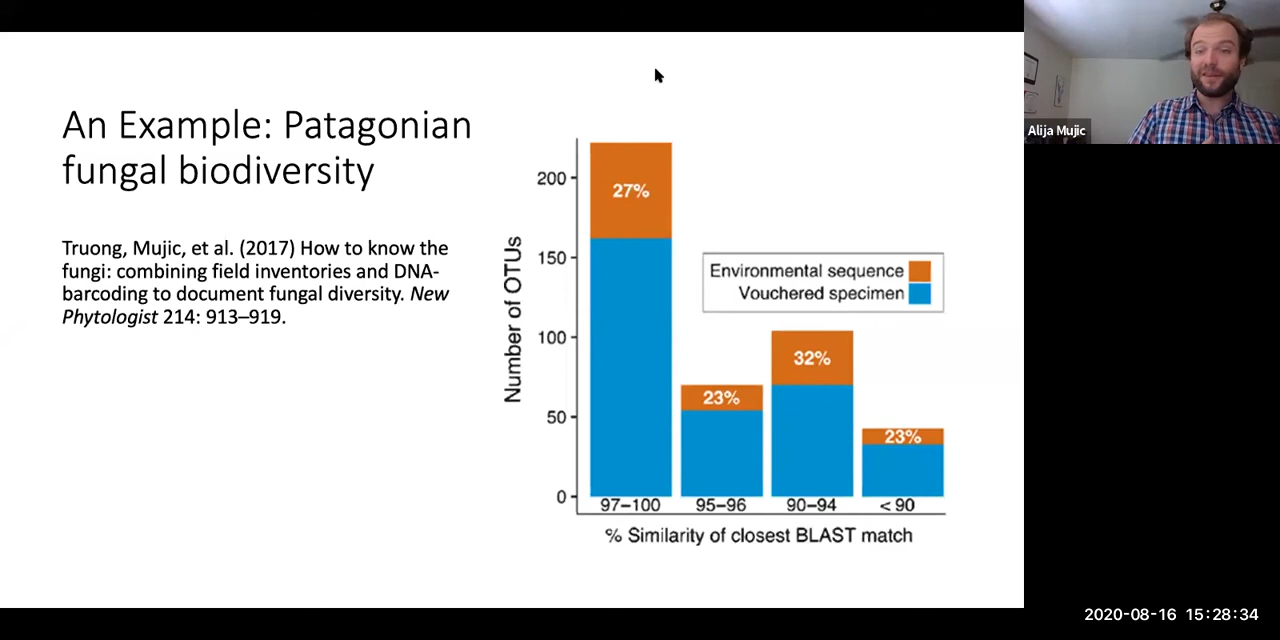 An Example: Patagonian
fungal biodiversity
Truong, Mujic, et al. (2017) How to know the
fungi: combining field inventories and DNA-
barcoding to document fungal diversity. New
Phytologist 214: 913–919.
Number of OTUs
200
150
100
50
0
27%
23%
32%
23%
Environmental sequence
Vouchered specimen
97–100
95–96
90–94
< 90
% Similarity of closest BLAST match
Alija Mujic
2020-08-16 15:28:34